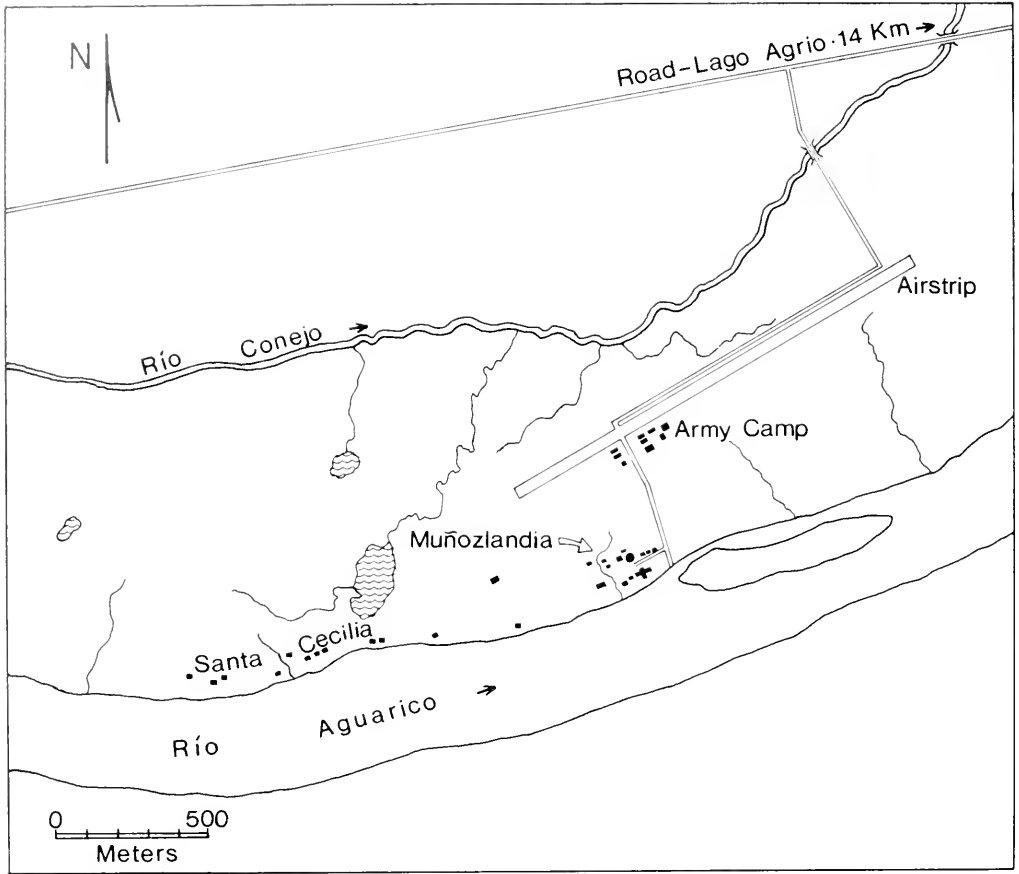 N
Road-Lago Agrio·14 Km
Airstrip
Río Conejo
Army Camp
Muñozlandia
Santa Cecilia
Río Aguarico
0 500
Meters